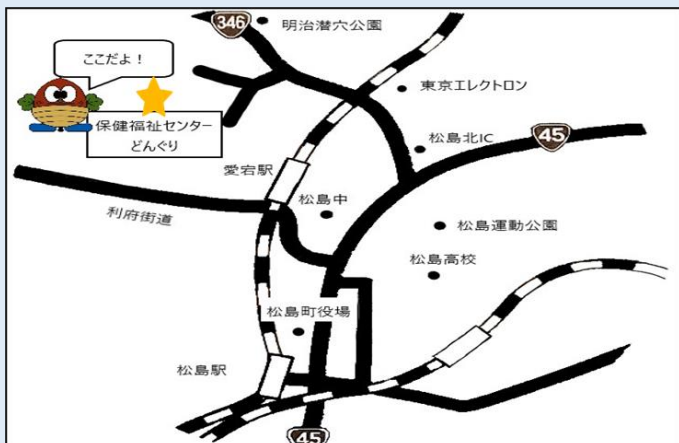 346
明治潜穴公園
ここだよ！
東京エレクトロン
保健福祉センター
どんぐり
松島北IC
45
愛宕駅
松島中
利府街道
松島運動公園
松島高校
松島町役場
松島駅
45